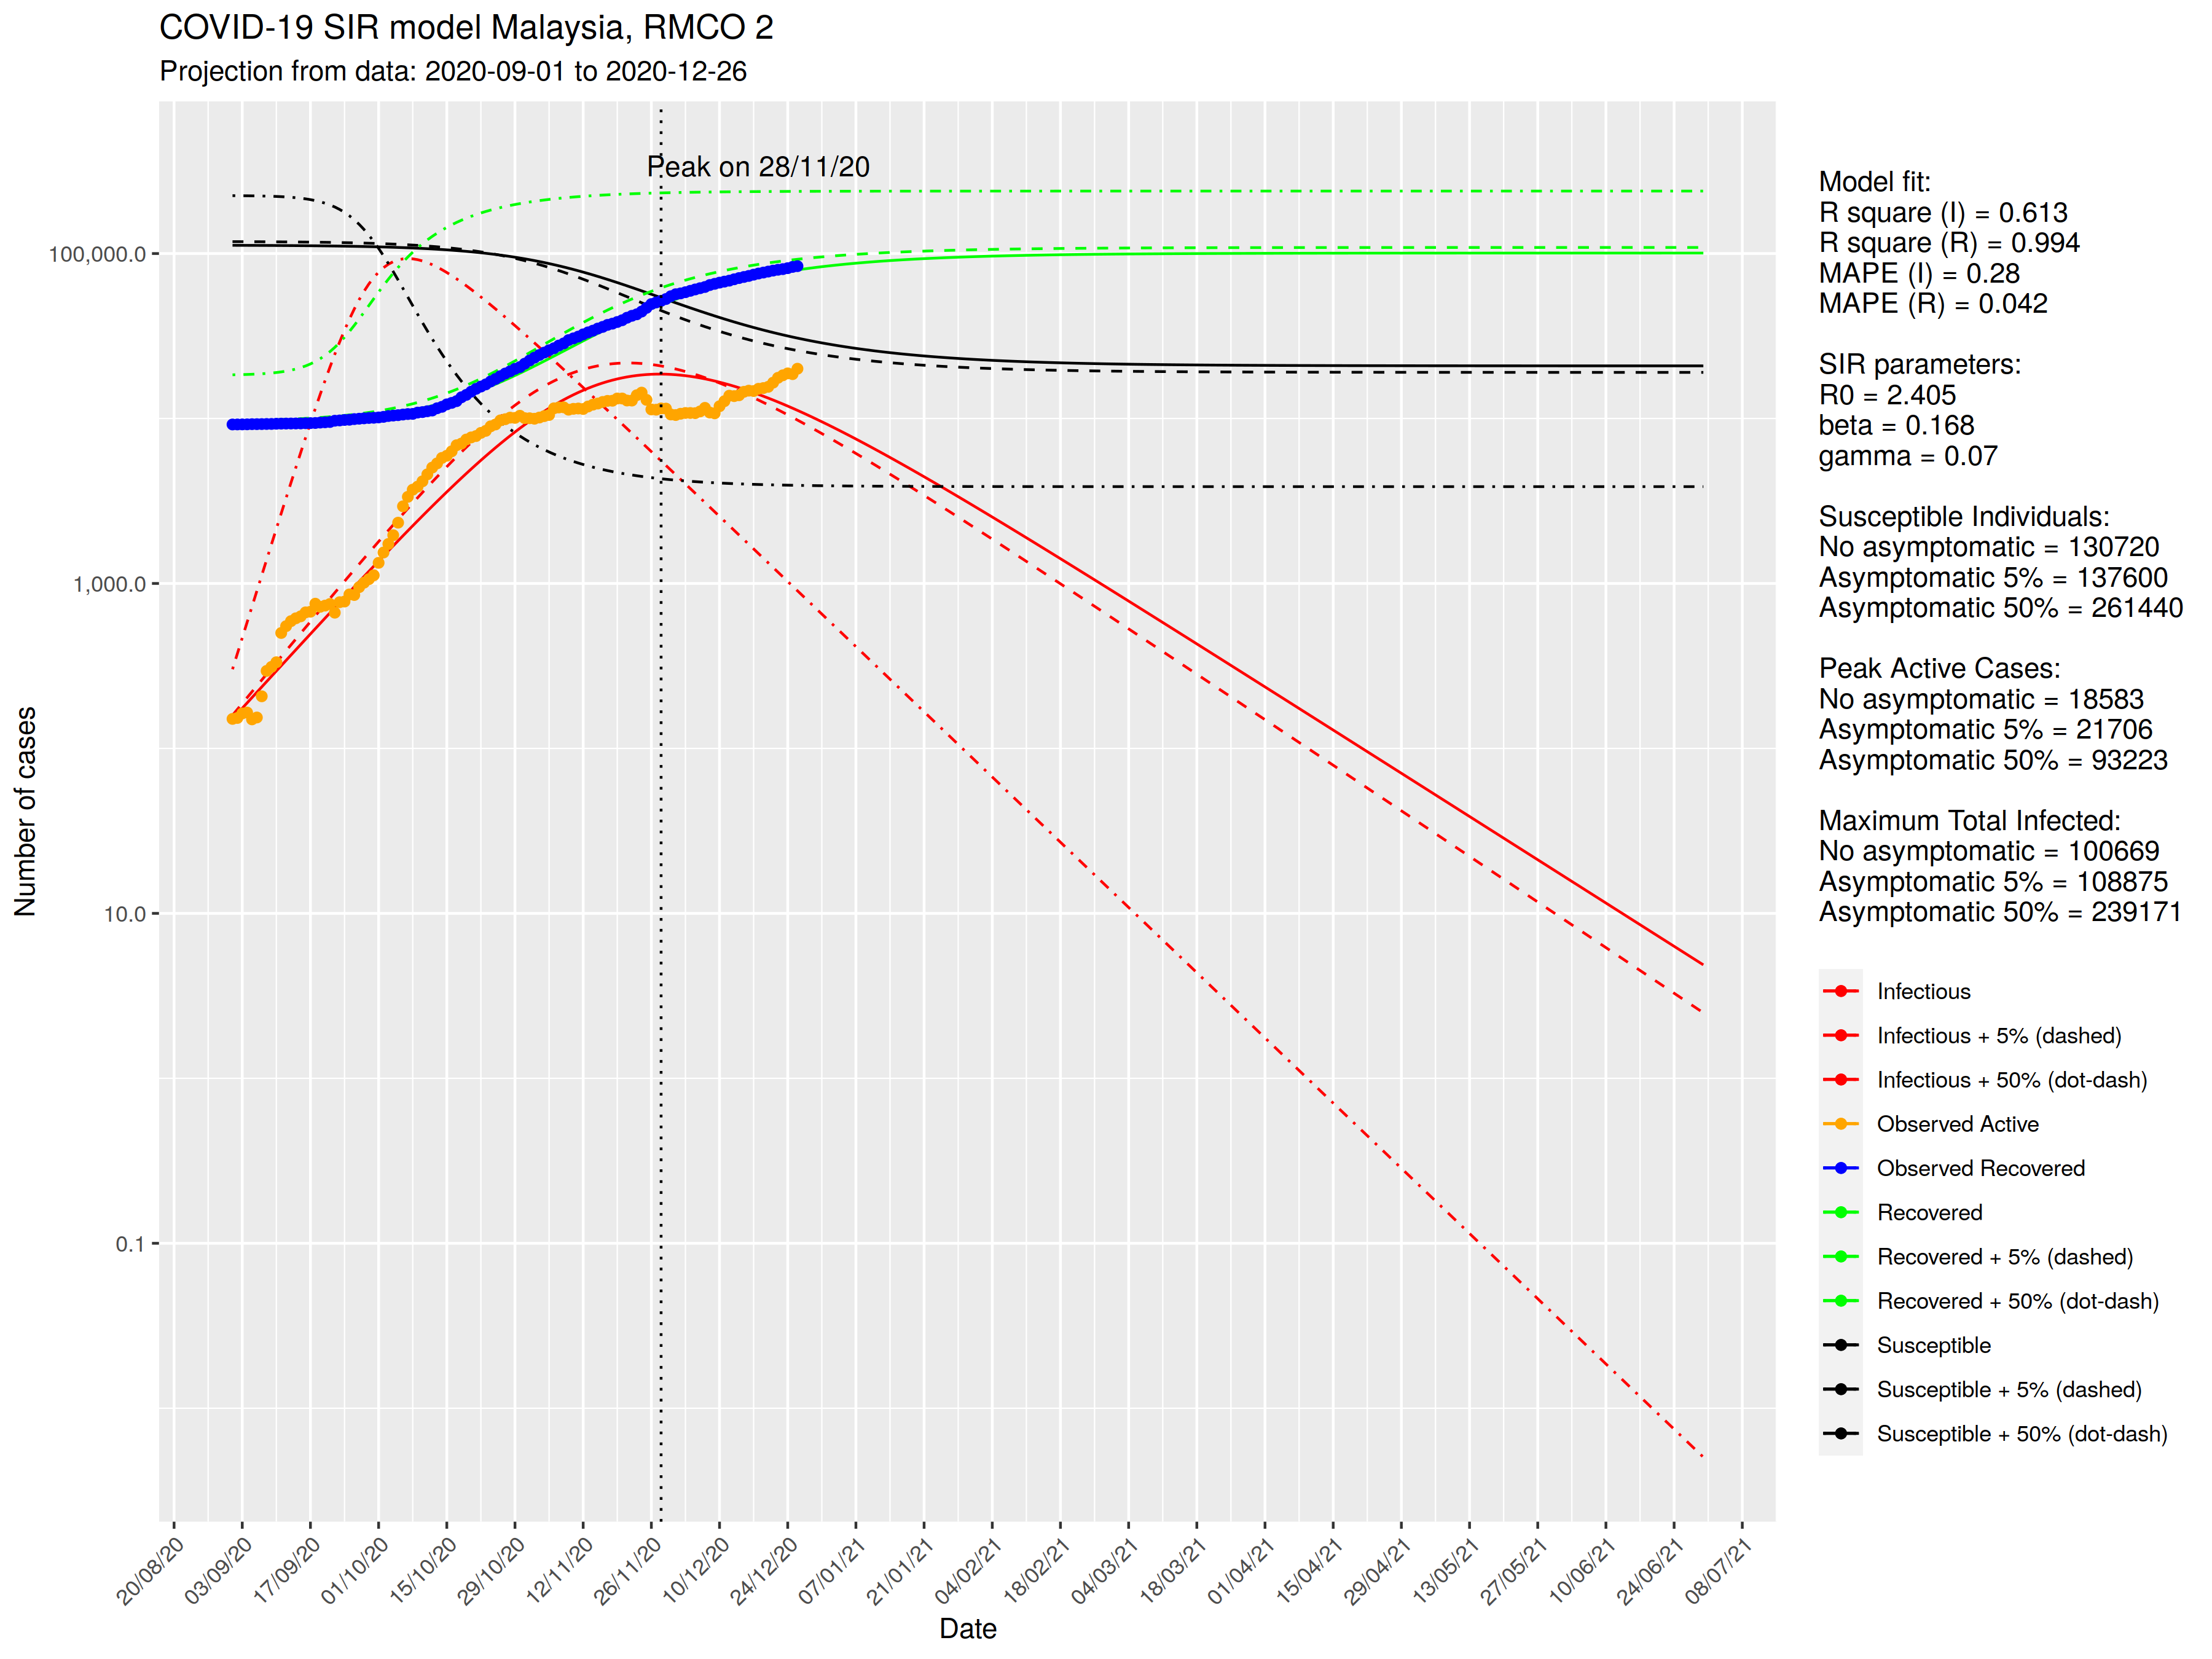 COVID-19 SIR model Malaysia, RMCO 2
Projection from data: 2020-09-01 to 2020-12-26
Peak on 28/11/20
Number of cases
100,000.0
1,000.0
10.0
0.1
20/08/20
03/09/20
17/09/20
01/10/20
15/10/20
29/10/20
12/11/20
26/11/20
10/12/20
24/12/20
07/01/21
21/01/21
04/02/21
18/02/21
04/03/21
18/03/21
01/04/21
15/04/21
29/04/21
13/05/21
27/05/21
10/06/21
24/06/21
08/07/21
Date
Model fit:
R square (I) = 0.613
R square (R) = 0.994
MAPE (I) = 0.28
MAPE (R) = 0.042
SIR parameters:
R0 = 2.405
beta = 0.168
gamma = 0.07
Susceptible Individuals:
No asymptomatic = 130720
Asymptomatic 5% = 137600
Asymptomatic 50% = 261440
Peak Active Cases:
No asymptomatic = 18583
Asymptomatic 5% = 21706
Asymptomatic 50% = 93223
Maximum Total Infected:
No asymptomatic = 100669
Asymptomatic 5% = 108875
Asymptomatic 50% = 239171
Infectious
Infectious + 5% (dashed)
Infectious + 50% (dot-dash)
Observed Active
Observed Recovered
Recovered
Recovered + 5% (dashed)
Recovered + 50% (dot-dash)
Susceptible
Susceptible + 5% (dashed)
Susceptible + 50% (dot-dash)